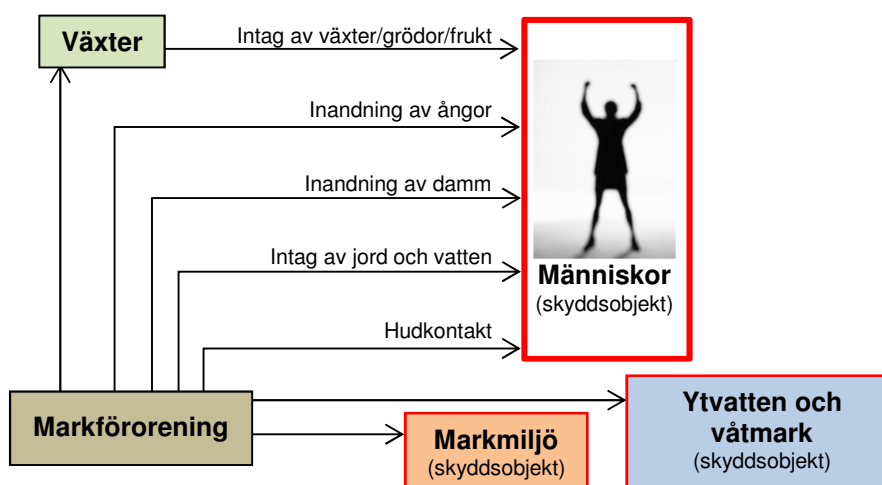 Växter
Intag av växter/grödor/frukt
Inandning av ångor
Inandning av damm
Intag av jord och vatten
Hudkontakt
Människor
(skyddsobjekt)
Markförorening
Markmiljö
(skyddsobjekt)
Ytvatten och
våtmark
(skyddsobjekt)